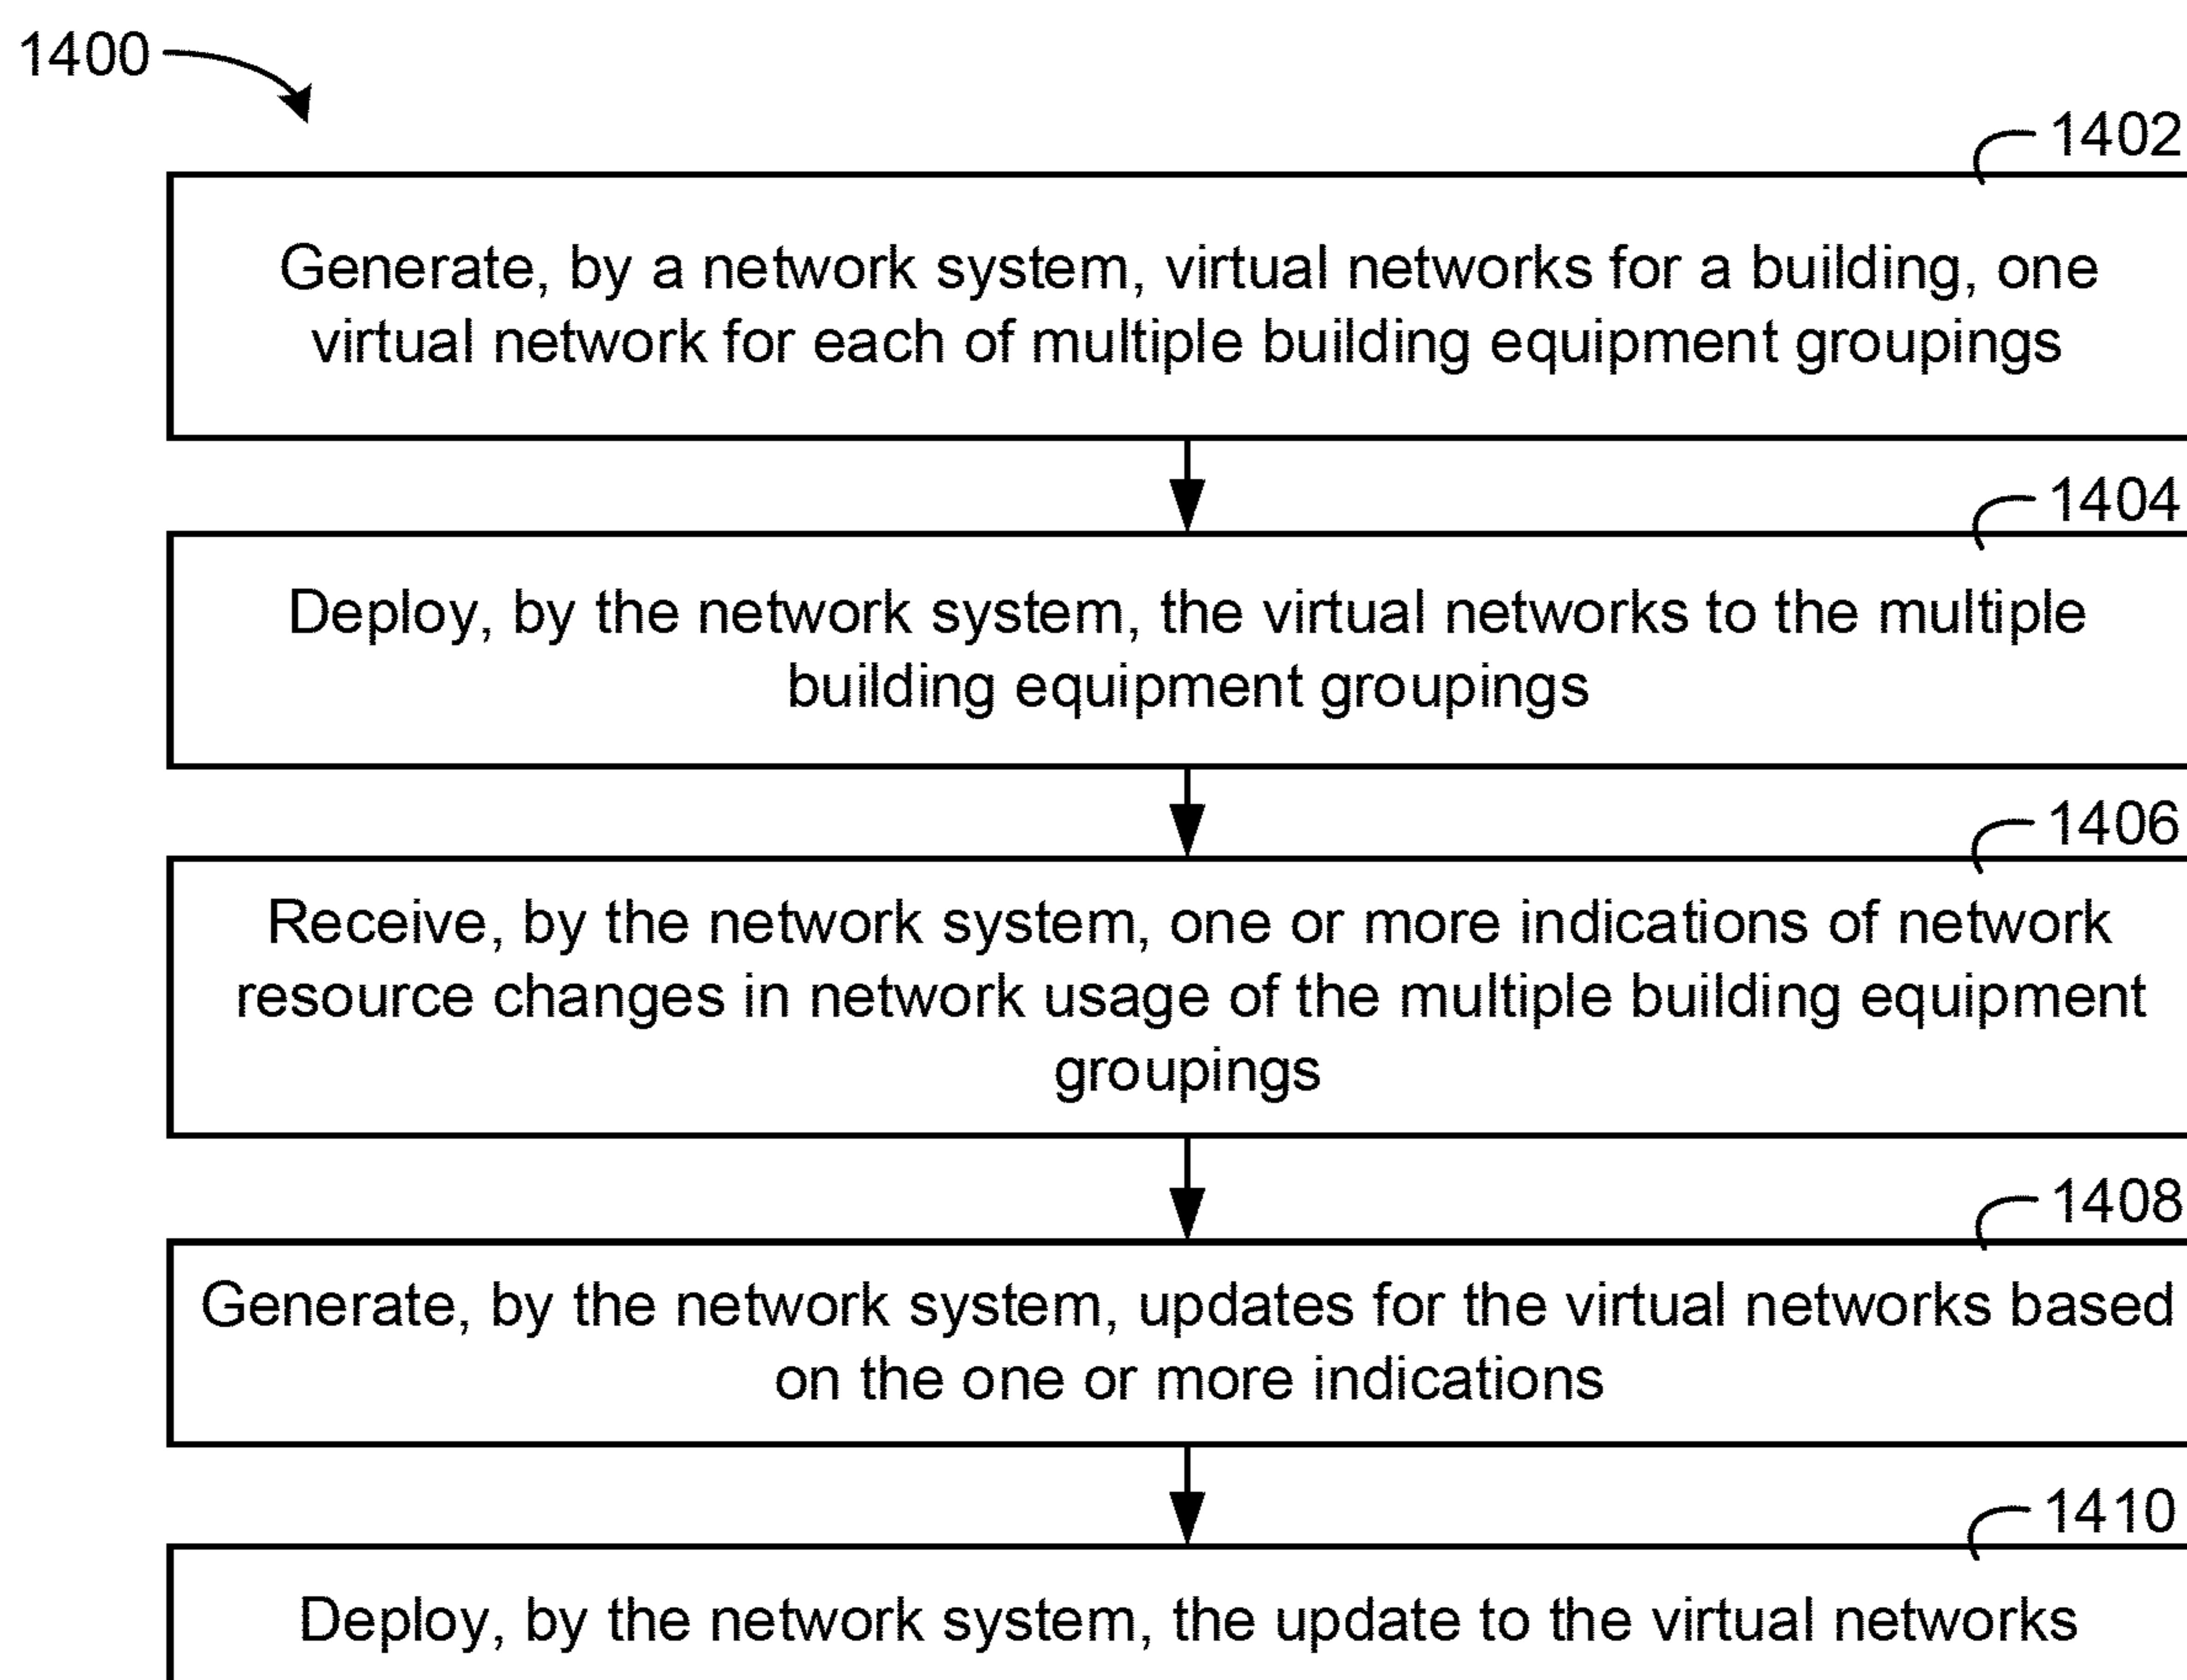 1400
1402
Generate, by a network system, virtual networks for a building, one
virtual network for each of multiple building equipment groupings
1404
Deploy, by the network system, the virtual networks to the multiple
building equipment groupings
1406
Receive, by the network system, one or more indications of network
resource changes in network usage of the multiple building equipment
groupings
1408
Generate, by the network system, updates for the virtual networks based
on the one or more indications
1410
Deploy, by the network system, the update to the virtual networks